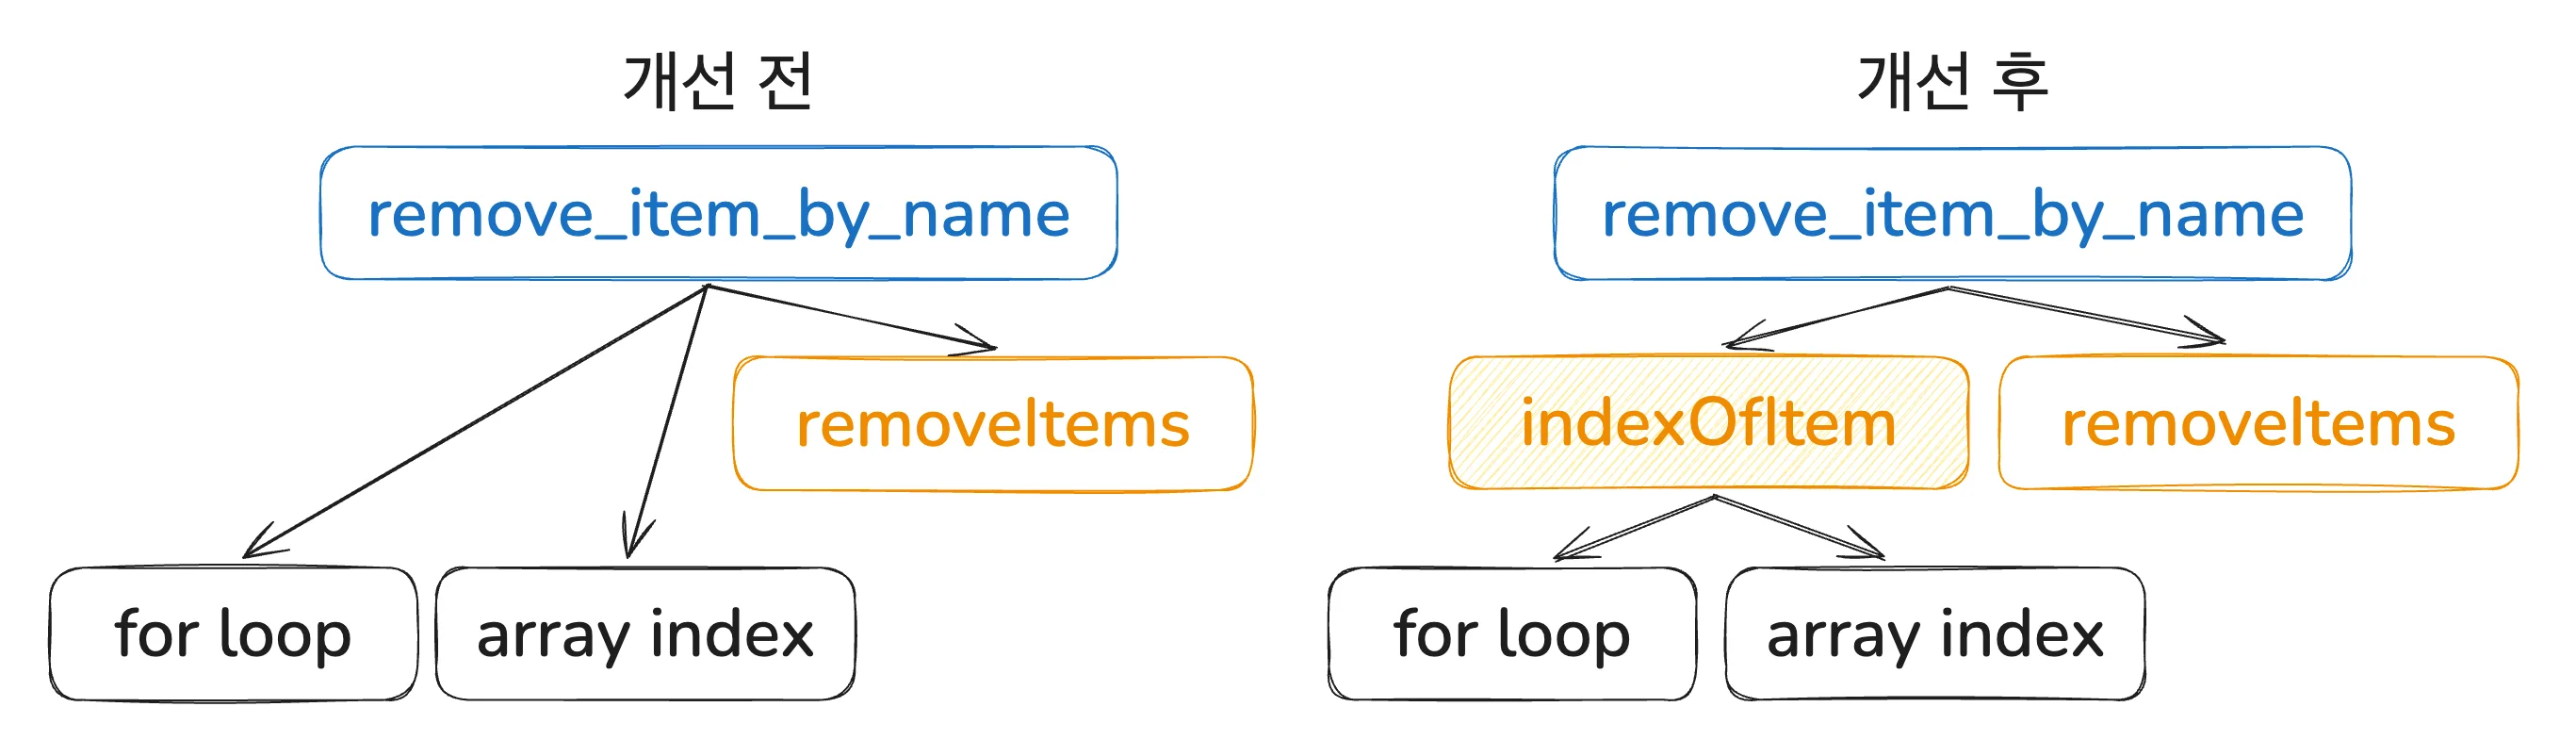 개선 전
remove_item_by_name
removeItems
for loop
array index
개선 후
remove_item_by_name
indexOfItem
removeItems
for loop
array index